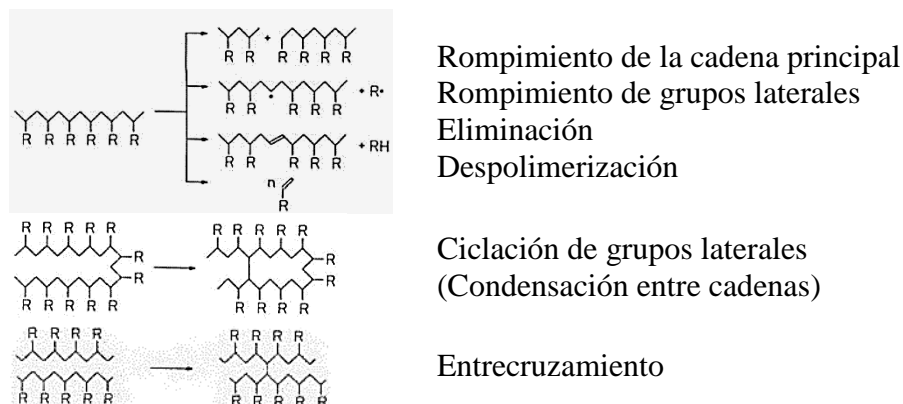 +
R R R R R R
Rompimiento de la cadena principal
+ R•
R R R R R R
Rompimiento de grupos laterales
R R R R R R
+ RH
R R R R R
Eliminación
n
R
Despolimerización
R R R R R
R
R
R R R R R
R R R R R
R
R
R R R R
Ciclación de grupos laterales
(Condensación entre cadenas)
R R R R
R R R R R
R R R R
R R R R R
Entrecruzamiento